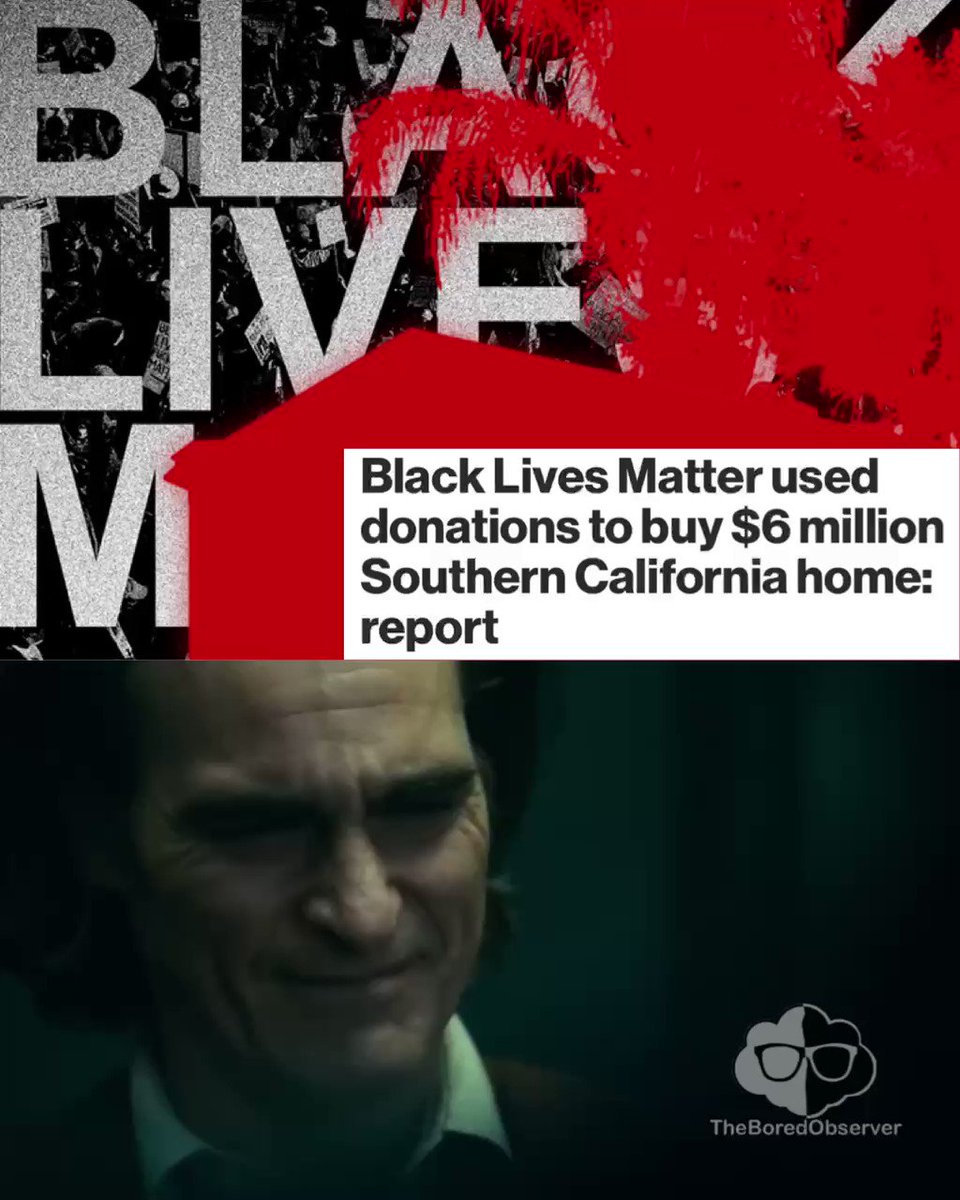 BLA
LIVE
M
Black Lives Matter used
donations to buy $6 million
Southern California home:
report
TheBoredObserver